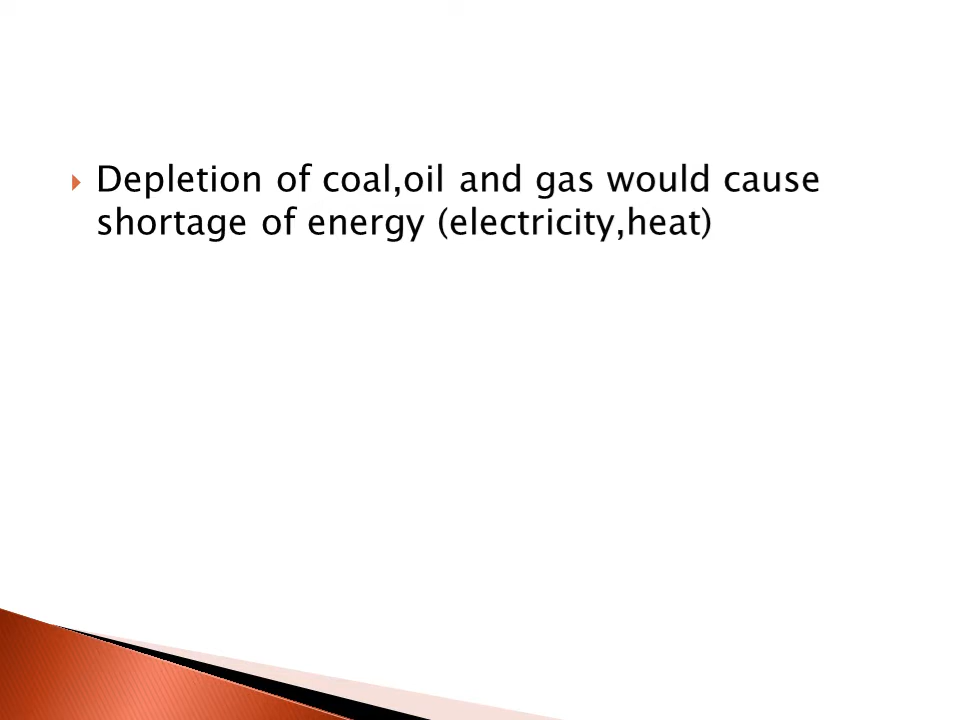 Depletion of coal,oil and gas would cause
shortage of energy (electricity,heat)